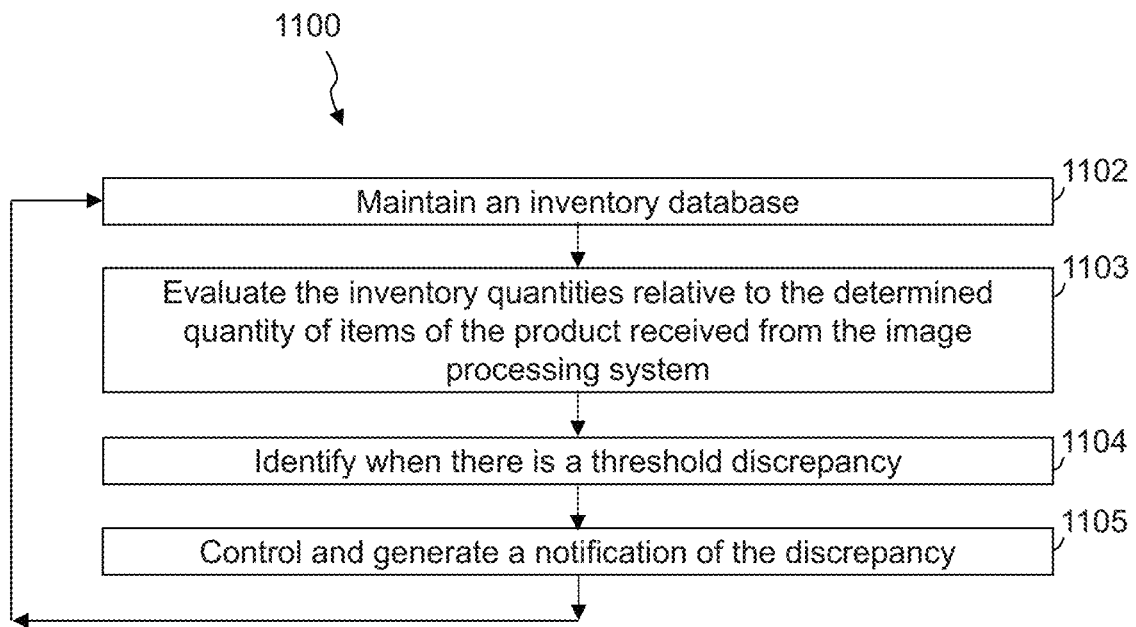 1100
1102
Maintain an inventory database
1103
Evaluate the inventory quantities relative to the determined
quantity of items of the product received from the image
processing system
1104
Identify when there is a threshold discrepancy
1105
Control and generate a notification of the discrepancy